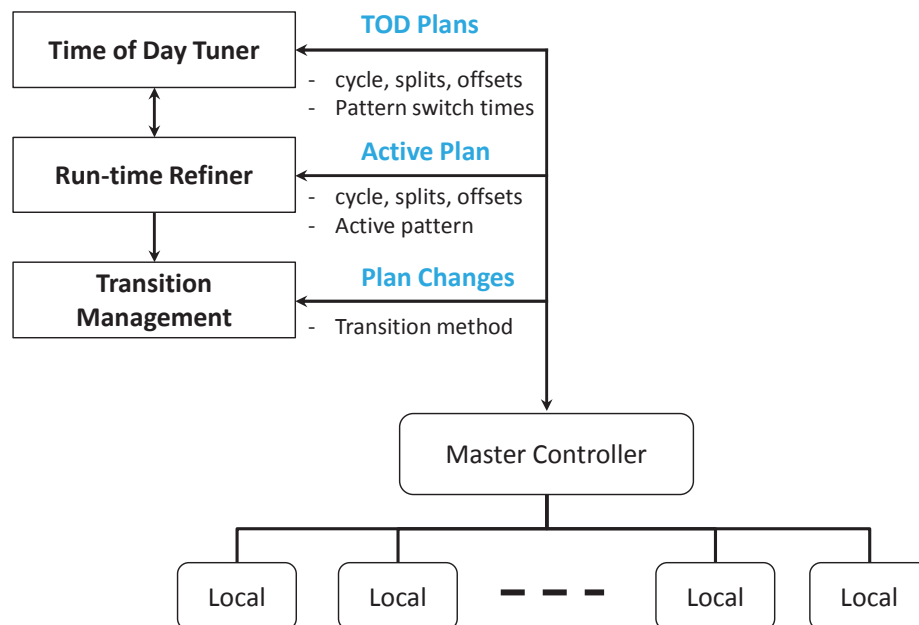 Time of Day Tuner
TOD Plans
- cycle, splits, offsets
- Pattern switch times
Run-time Refiner
Active Plan
- cycle, splits, offsets
- Active pattern
Transition
Management
Plan Changes
- Transition method
Master Controller
Local
Local
Local
Local